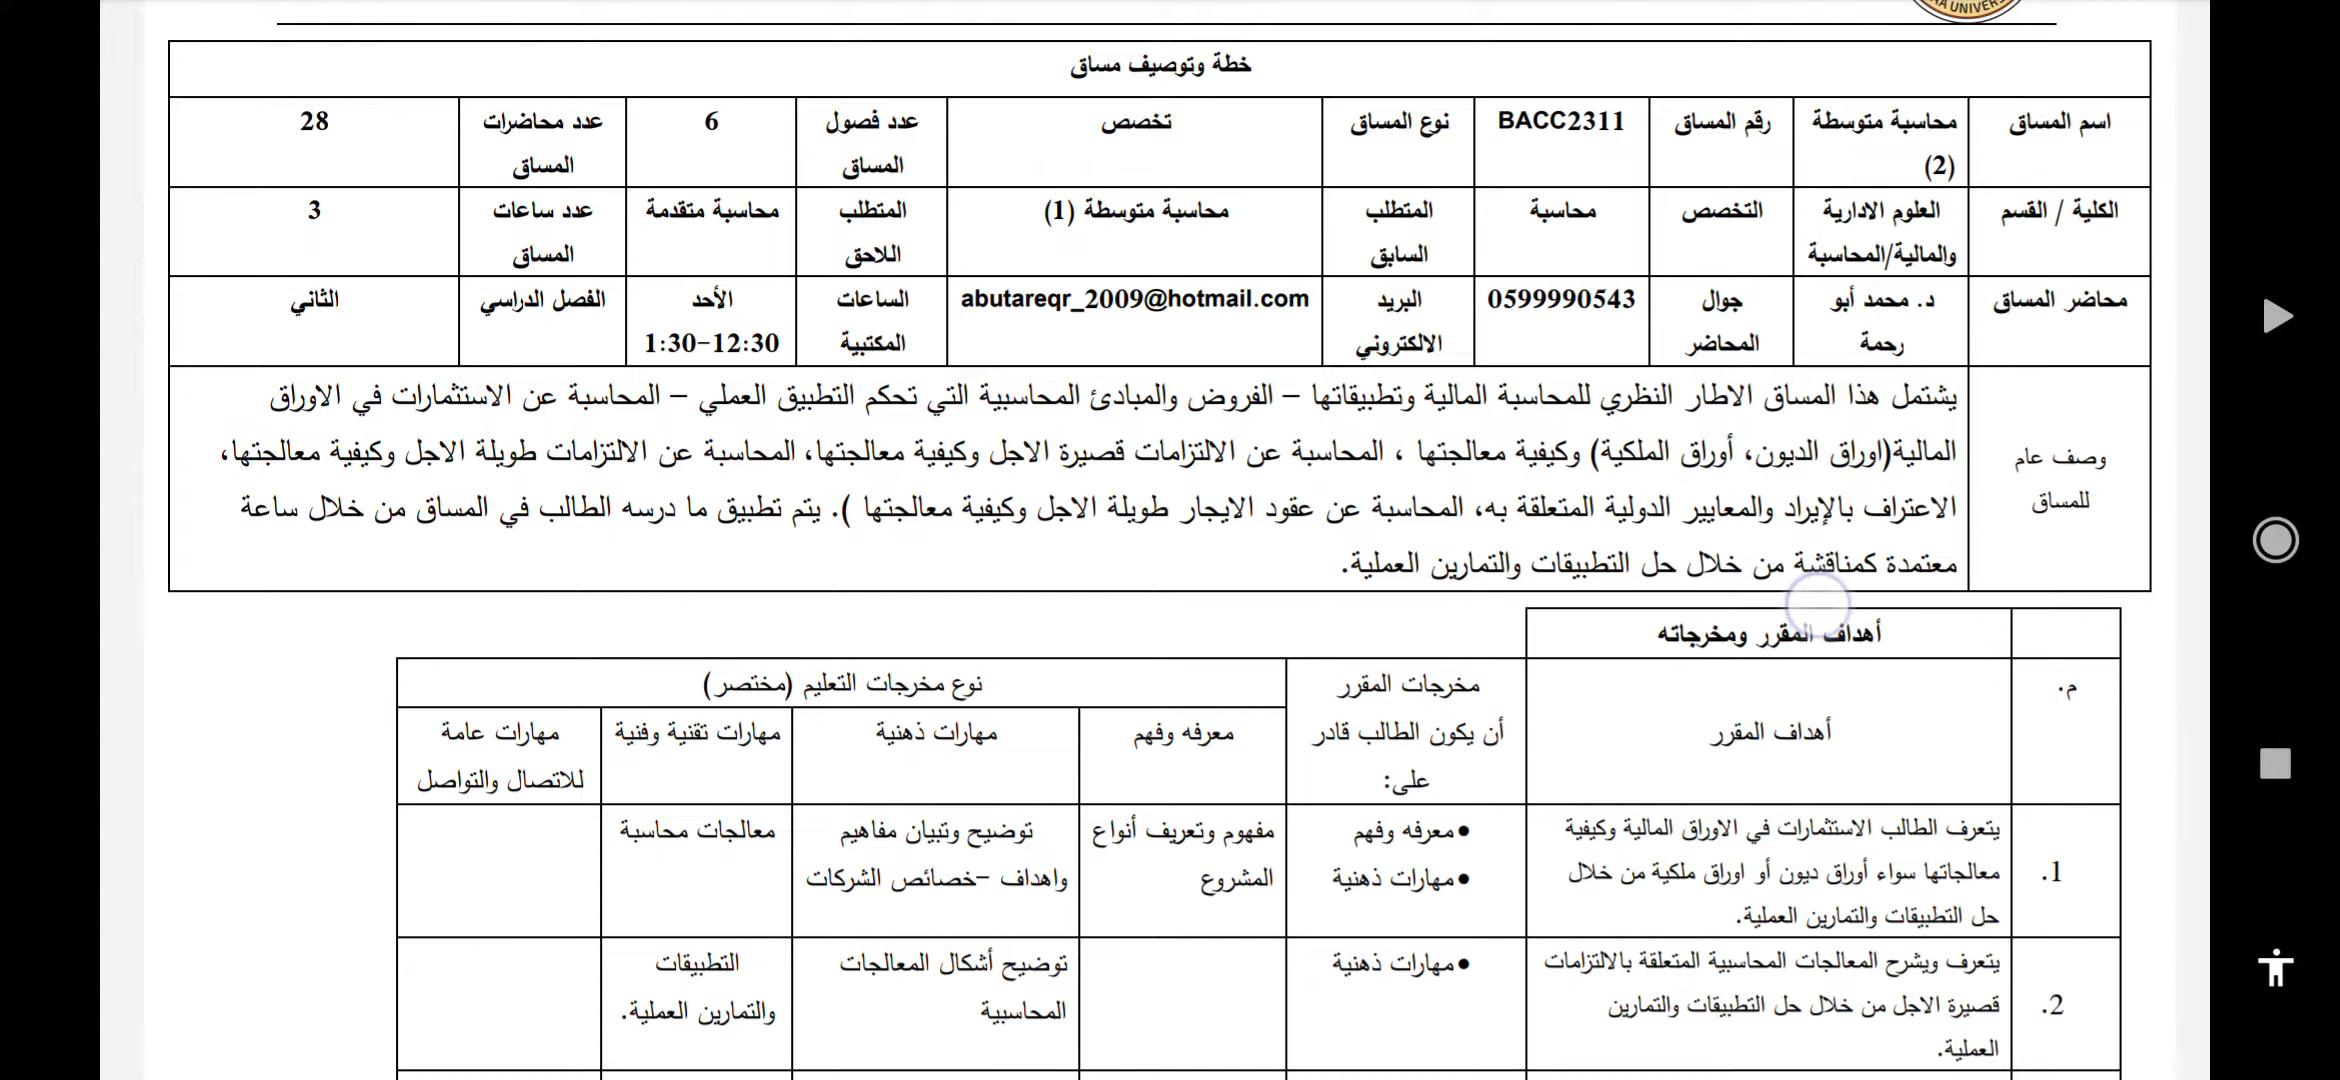 RA UNIVERS
خطة وتوصيف مساق
اسم المساق محاسبة متوسطة رقم المساق BACC2311 نوع المساق تخصص عدد فصول 6 عدد محاضرات 28
(2) المساق المساق
الكلية / القسم العلوم الادارية التخصص محاسبة المتطلب محاسبة متوسطة (1) المتطلب محاسبة متقدمة عدد ساعات 3
والمالية/المحاسبة السابق اللاحق المساق
محاضر المساق د. محمد أبو جوال 0599990543 البريد abutareqr_2009@hotmail.com الساعات الأحد الفصل الدراسي الثاني
رحمة المحاضر الالكتروني المكتبية 12:30-1:30
وصف عام
للمساق
يشتمل هذا المساق الاطار النظري للمحاسبة المالية وتطبيقاتها – الفروض والمبادئ المحاسبية التي تحكم التطبيق العملي – المحاسبة عن الاستثمارات في الاوراق
المالية(اوراق الديون، أوراق الملكية) وكيفية معالجتها ، المحاسبة عن الالتزامات قصيرة الاجل وكيفية معالجتها، المحاسبة عن الالتزامات طويلة الاجل وكيفية معالجتها،
الاعتراف بالإيراد والمعايير الدولية المتعلقة به، المحاسبة عن عقود الايجار طويلة الاجل وكيفية معالجتها ). يتم تطبيق ما درسه الطالب في المساق من خلال ساعة
معتمدة كمناقشة من خلال حل التطبيقات والتمارين العملية.
أهداف المقرر ومخرجاته
م. أهداف المقرر مخرجات المقرر نوع مخرجات التعليم (مختصر)
أن يكون الطالب قادر معرفه وفهم مهارات ذهنية مهارات تقنية وفنية مهارات عامة
على: للاتصال والتواصل
1. يتعرف الطالب الاستثمارات في الاوراق المالية وكيفية • معرفه وفهم مفهوم وتعريف أنواع توضيح وتبيان مفاهيم معالجات محاسبة
معالجاتها سواء أوراق ديون أو اوراق ملكية من خلال • مهارات ذهنية المشروع واهداف –خصائص الشركات
حل التطبيقات والتمارين العملية.
2. يتعرف ويشرح المعالجات المحاسبية المتعلقة بالالتزامات • مهارات ذهنية توضيح أشكال المعالجات التطبيقات
قصيرة الاجل من خلال حل التطبيقات والتمارين المحاسبية والتمارين العملية.
العملية.